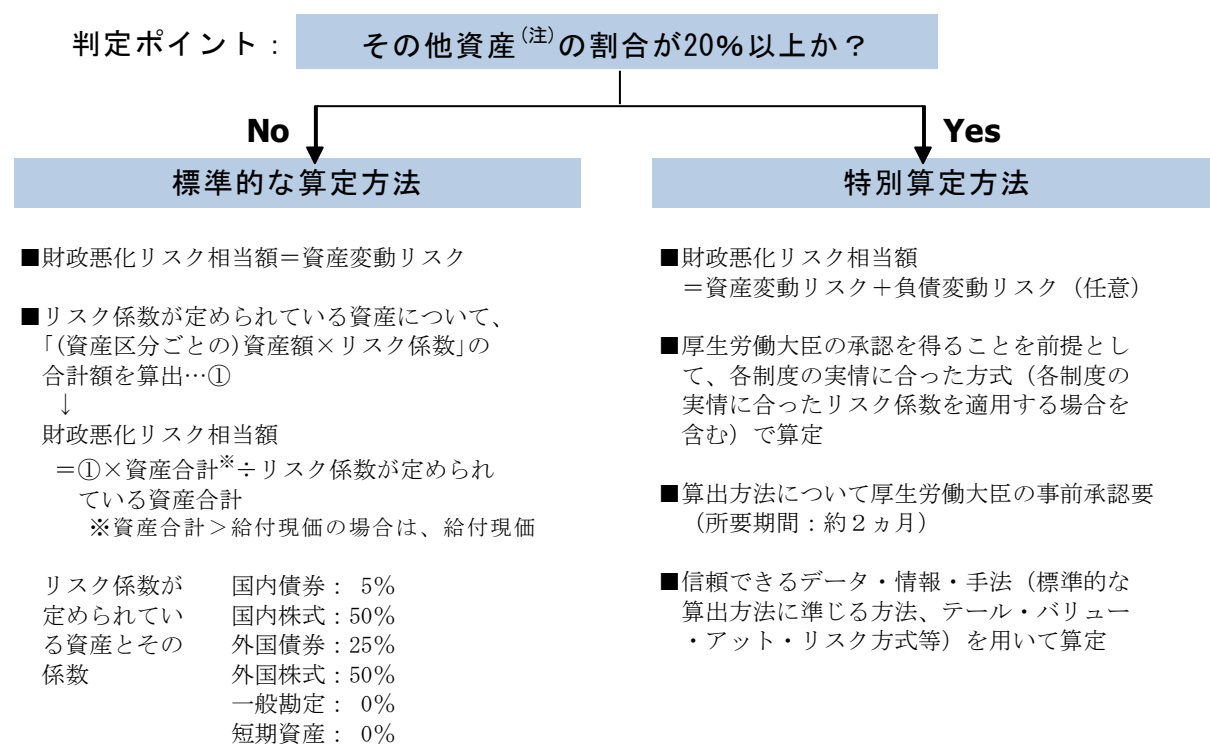 判定ポイント：
その他資産(注)の割合が20％以上か？
No
Yes
標準的な算定方法
■財政悪化リスク相当額＝資産変動リスク
■リスク係数が定められている資産について、
「(資産区分ごとの)資産額×リスク係数」の
合計額を算出…①
↓
財政悪化リスク相当額
＝①×資産合計※÷リスク係数が定められ
ている資産合計
※資産合計＞給付現価の場合は、給付現価
リスク係数が
定められてい
る資産とその
係数
国内債券： 5％
国内株式：50％
外国債券：25％
外国株式：50％
一般勘定： 0％
短期資産： 0％
特別算定方法
■財政悪化リスク相当額
＝資産変動リスク＋負債変動リスク（任意）
■厚生労働大臣の承認を得ることを前提とし
て、各制度の実情に合った方式（各制度の
実情に合ったリスク係数を適用する場合を
含む）で算定
■算出方法について厚生労働大臣の事前承認要
（所要期間：約２ヵ月）
■信頼できるデータ・情報・手法（標準的な
算出方法に準じる方法、テール・バリュー
・アット・リスク方式等）を用いて算定